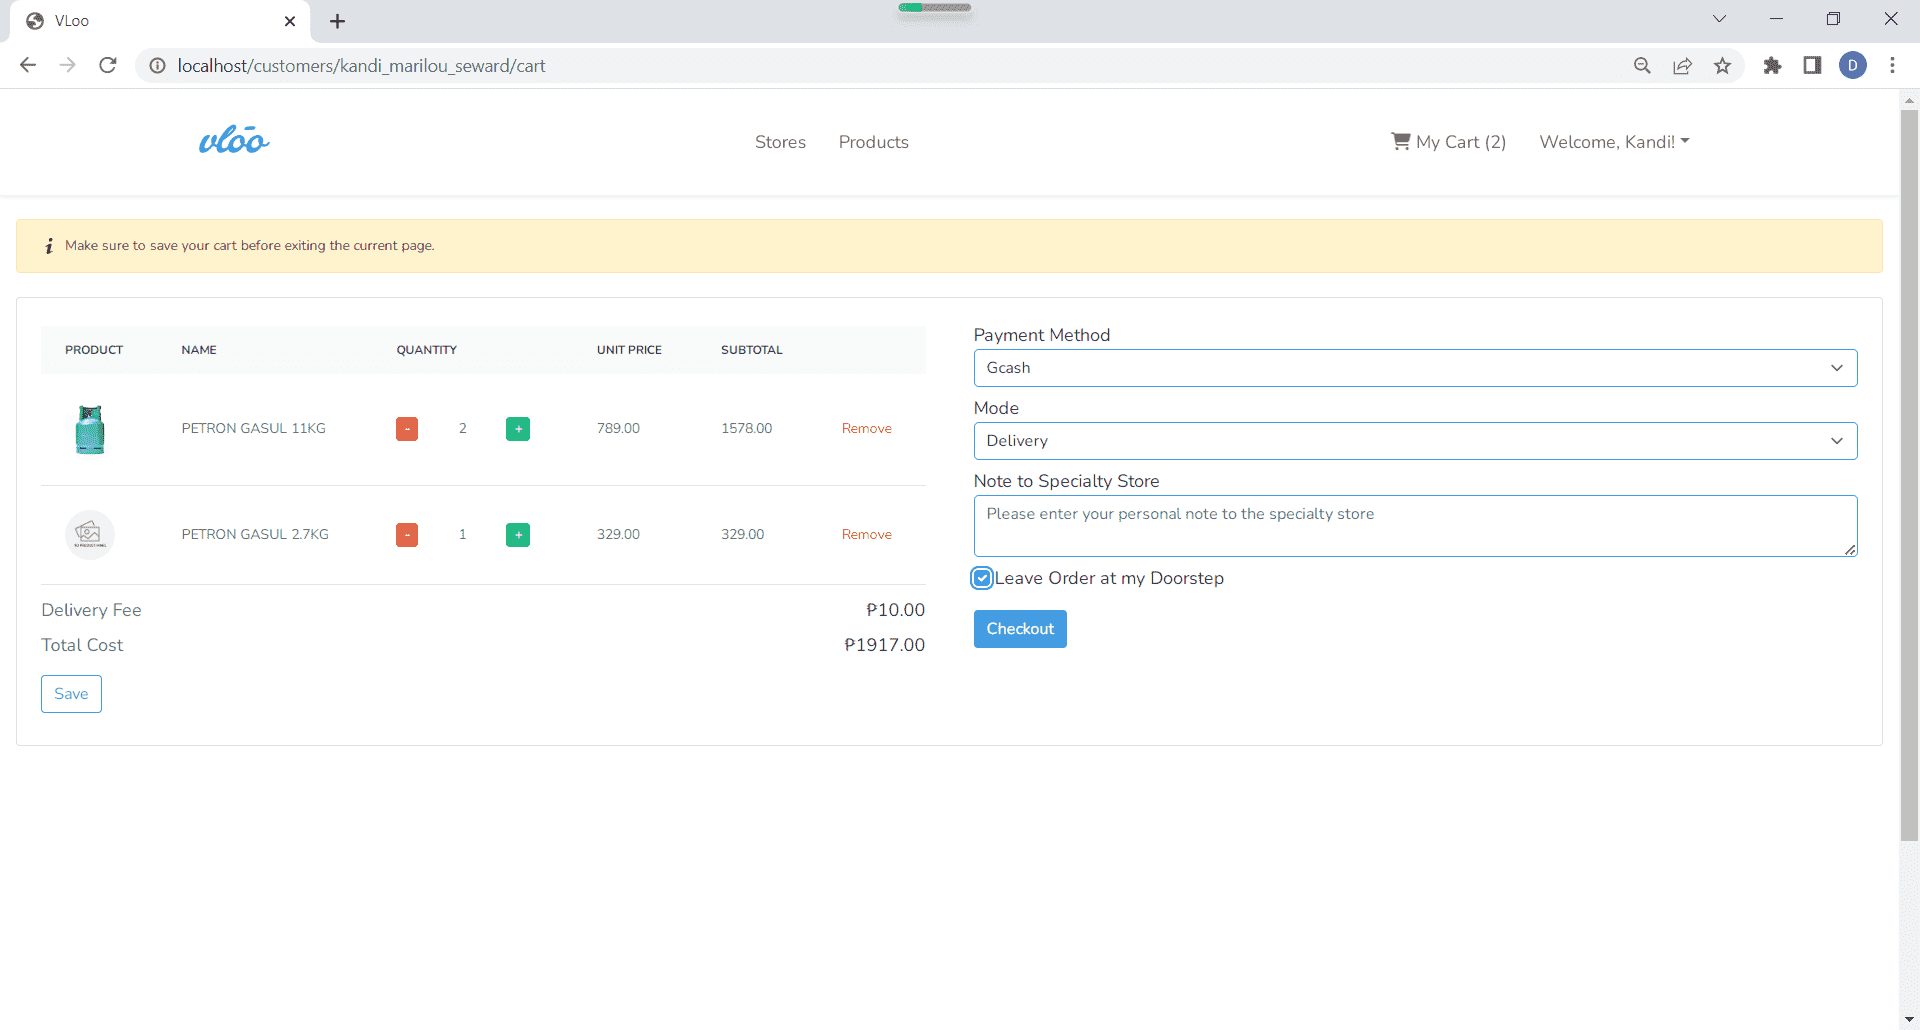 VLoo
localhost/customers/kandi_marilou_seward/cart
D
vloo
Stores
Products
My Cart (2)
Welcome, Kandi!
Make sure to save your cart before exiting the current page.
PRODUCT NAME QUANTITY UNIT PRICE SUBTOTAL
PETRON GASUL 11KG - 2 + 789.00 1578.00 Remove
PETRON GASUL 2.7KG - 1 + 329.00 329.00 Remove
Delivery Fee ₱10.00
Total Cost ₱1917.00
Save
Payment Method
Gcash
Mode
Delivery
Note to Specialty Store
Please enter your personal note to the specialty store
Leave Order at my Doorstep
Checkout